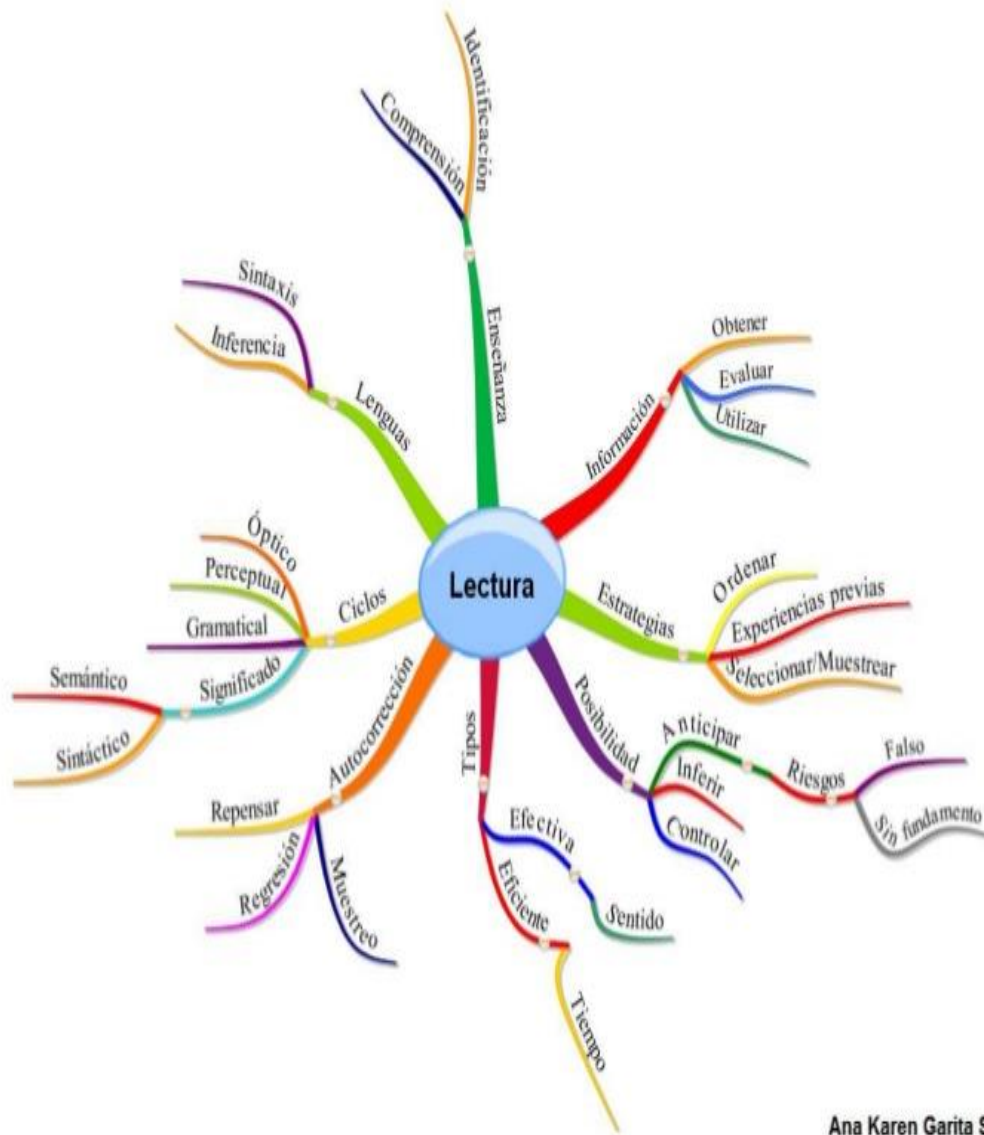 Lectura
Enseñanza
Identificación
Comprensión
Información
Obtener
Evaluar
Utilizar
Estrategias
Ordenar
Experiencias previas
Seleccionar/Muestrear
Posibilidad
Anticipar
Riesgos
Falso
Sin fundamento
Inferir
Controlar
Tipos
Efectiva
Sentido
Eficiente
Tiempo
Autocorrección
Repensar
Regresión
Muestreo
Ciclos
Óptico
Perceptual
Gramatical
Significado
Semántico
Sintáctico
Lenguas
Sintaxis
Inferencia
Ana Karen Garita S